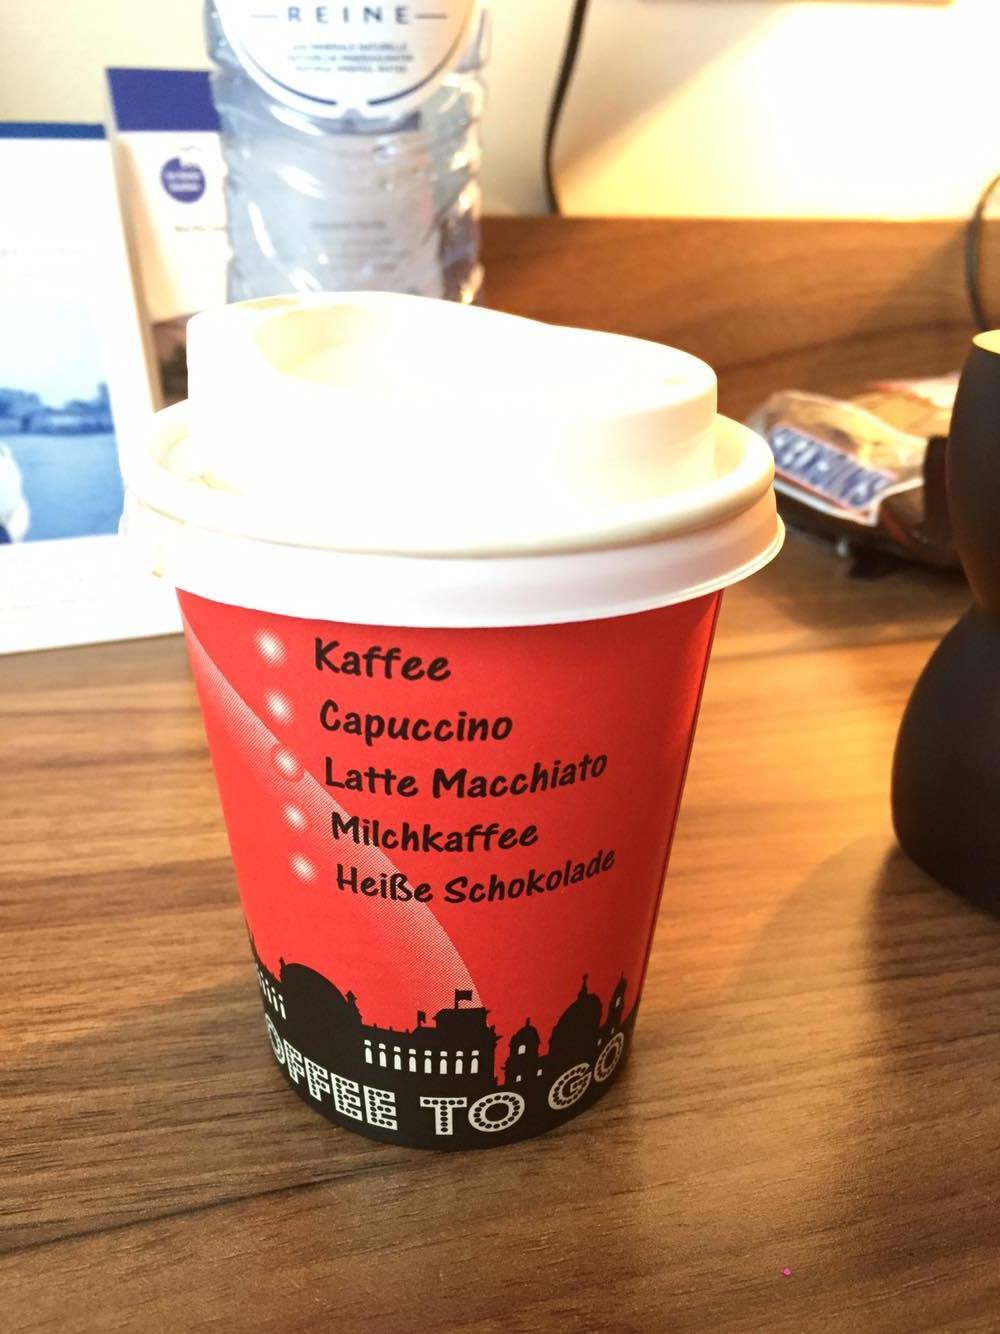 REINE
Kaffee
Capuccino
Latte Macchiato
Milchkaffee
Heiße Schokolade
OFFEE TO GO